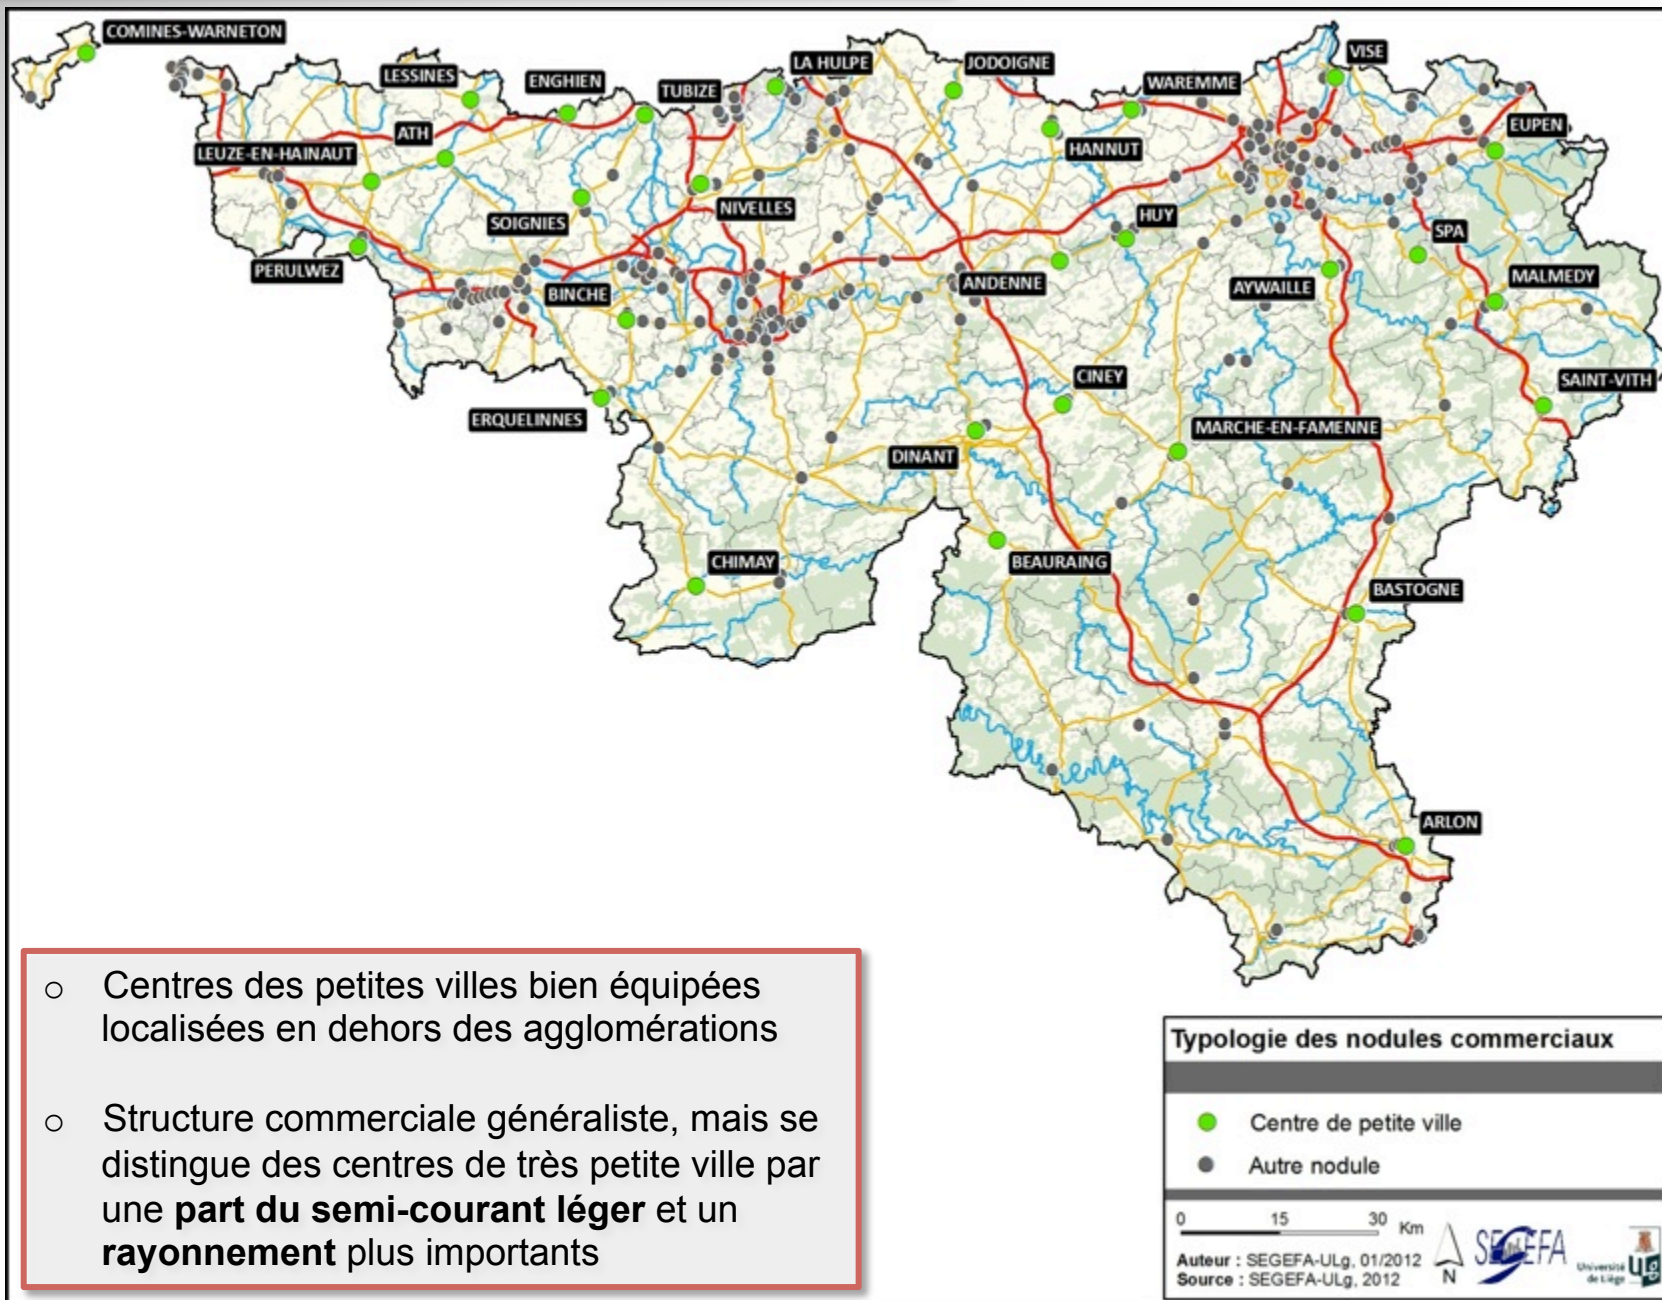 COMINES-WARNETON
LESSINES
ENGHIEN
TUBIZE
LA HULPE
JODOIGNE
WAREMME
VISE
ATH
LEUZE-EN-HAINAUT
HANNUT
EUPEN
SOIGNIES
NIVELLES
HUY
SPA
PERULWEZ
BINCHE
ANDENNE
AYWAILLE
MALMEDY
ERQUELINNES
CINEY
SAINT-VITH
DINANT
MARCHE-EN-FAMENNE
CHIMAY
BEAURAING
BASTOGNE
ARLON
o Centres des petites villes bien équipées
localisées en dehors des agglomérations
o Structure commerciale généraliste, mais se
distingue des centres de très petite ville par
une part du semi-courant léger et un
rayonnement plus importants
Typologie des nodules commerciaux
Centre de petite ville
Autre nodule
0 15 30 Km
Auteur : SEGEFA-ULg, 01/2012
Source : SEGEFA-ULg, 2012
N
SEGEFA
Université
de Liège
ULg